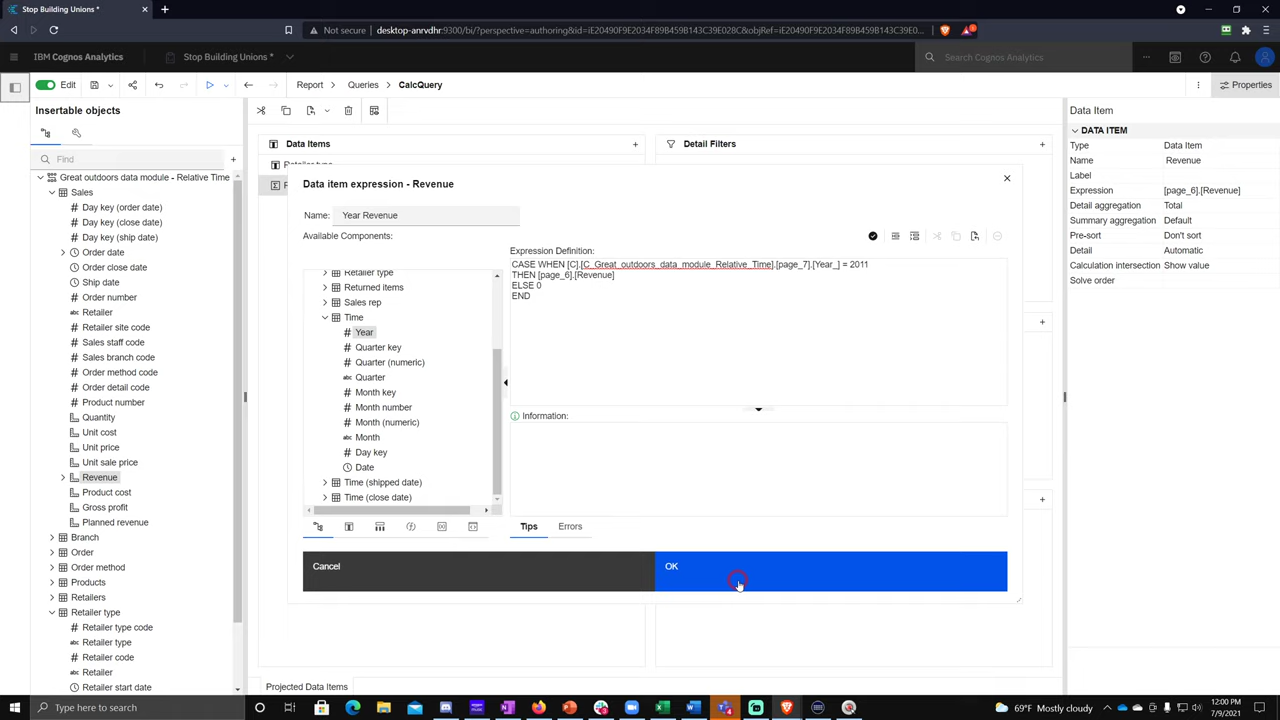 Stop Building Unions *
Not secure desktop-anrvdhr:9300/bi/?perspective=authoring&id=iE20490F9E2F034F89B459B143C39E028C&objRef=iE20490F9E2F034F89B459B143C39E...
IBM Cognos Analytics
Stop Building Unions *
Search Cognos Analytics
Edit
Report
Queries
CalcQuery
Properties
Insertable objects
Find
Great outdoors data module - Relative Time
Sales
Day key (order date)
Day key (close date)
Day key (ship date)
Order date
Order close date
Ship date
Order number
Retailer
Retailer site code
Sales staff code
Sales branch code
Order method code
Order detail code
Product number
Quantity
Unit cost
Unit price
Unit sale price
Revenue
Product cost
Gross profit
Planned revenue
Branch
Order
Order method
Products
Retailers
Retailer type
Retailer type code
Retailer type
Retailer code
Retailer
Retailer start date
Data Items
Detail Filters
Data item expression - Revenue
Name: Year Revenue
Available Components:
Retailer type
Returned items
Sales rep
Time
Year
Quarter key
Quarter (numeric)
Quarter
Month key
Month number
Month (numeric)
Month
Day key
Date
Time (shipped date)
Time (close date)
Expression Definition:
CASE WHEN [C].[C_Great_outdoors_data_module_Relative_Time].[page_7].[Year_] = 2011
THEN [page_6].[Revenue]
ELSE 0
END
Information:
Tips
Errors
Cancel
OK
Projected Data Items
Data Item
DATA ITEM
Type Data Item
Name Revenue
Label
Expression [page_6].[Revenue]
Detail aggregation Total
Summary aggregation Default
Pre-sort Don't sort
Detail Automatic
Calculation intersection Show value
Solve order
Type here to search
69°F Mostly cloudy
12:00 PM
7/9/2021